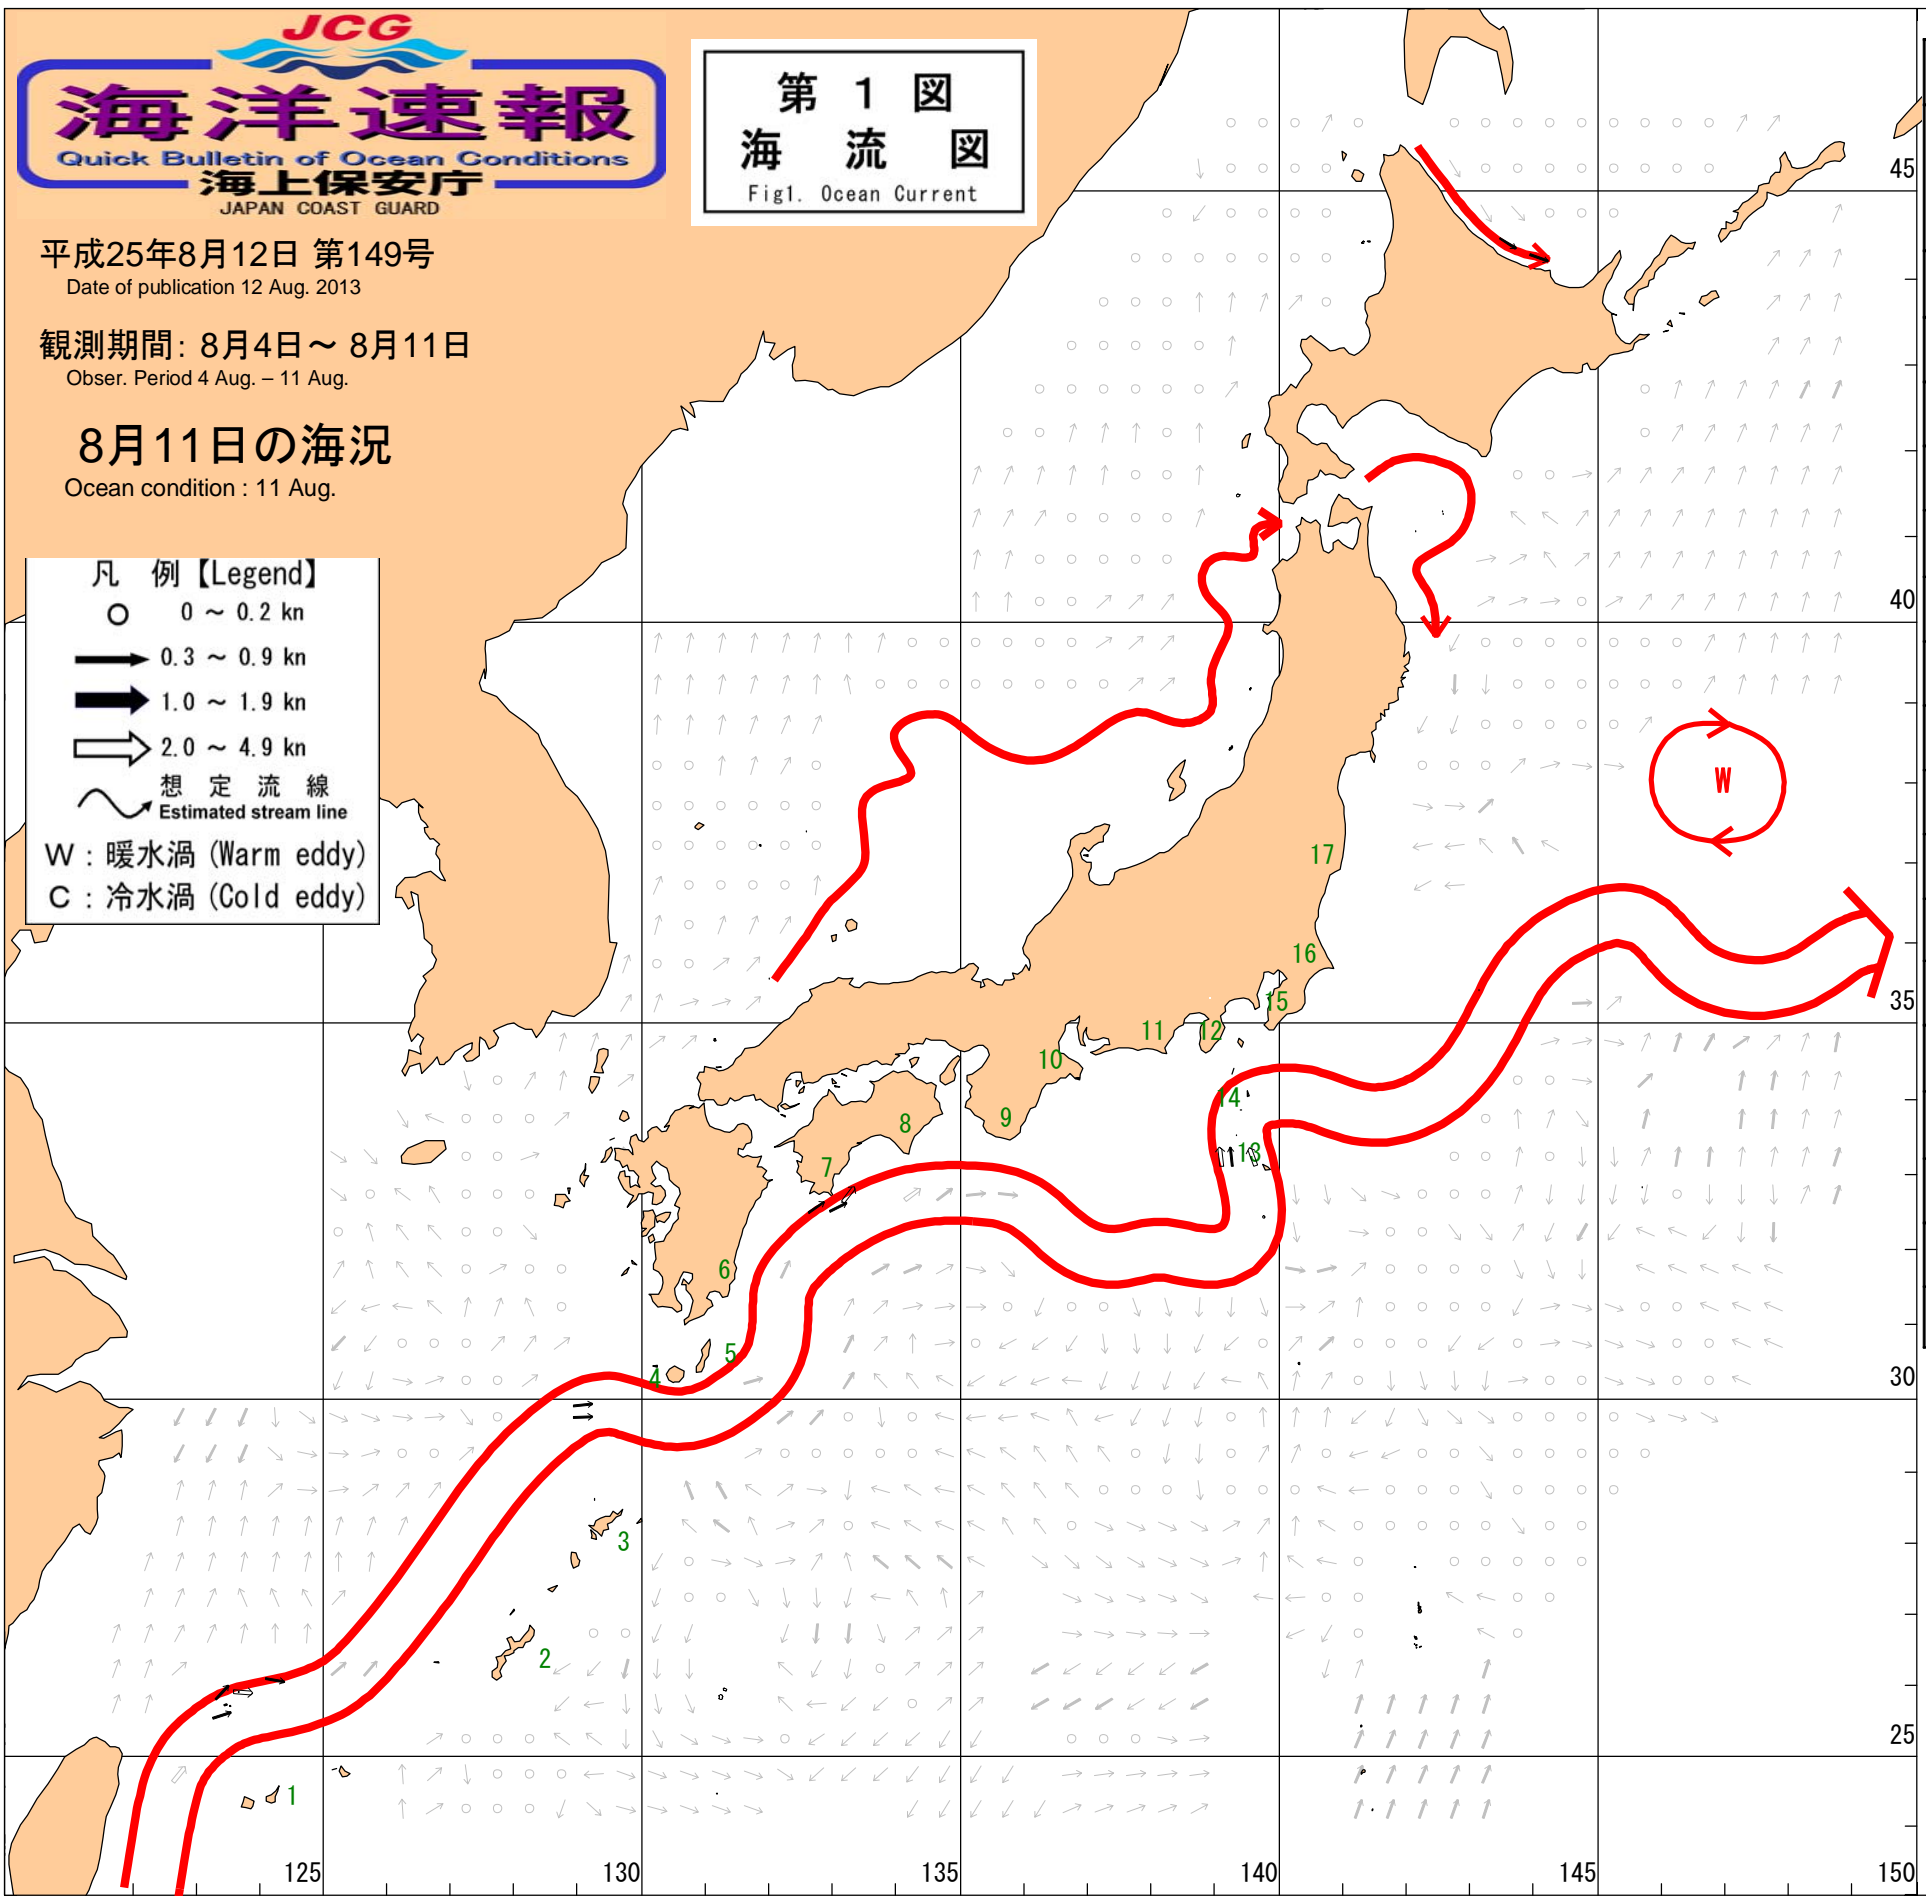 JCG
海洋速報
Quick Bulletin of Ocean Conditions
海上保安庁
JAPAN COAST GUARD
第 1 図
海 流 図
Fig1. Ocean Current
平成25年8月12日 第149号
Date of publication 12 Aug. 2013
観測期間: 8月4日～ 8月11日
Obser. Period 4 Aug. – 11 Aug.
8月11日の海況
Ocean condition : 11 Aug.
凡 例【Legend】
0 ～ 0.2 kn
0.3 ～ 0.9 kn
1.0 ～ 1.9 kn
2.0 ～ 4.9 kn
想 定 流 線
Estimated stream line
W : 暖水渦 (Warm eddy)
C : 冷水渦 (Cold eddy)
45
40
W
17
16
35
15
11
12
10
14
9
8
13
7
6
5
4
30
3
2
25
1
125
130
135
140
145
150